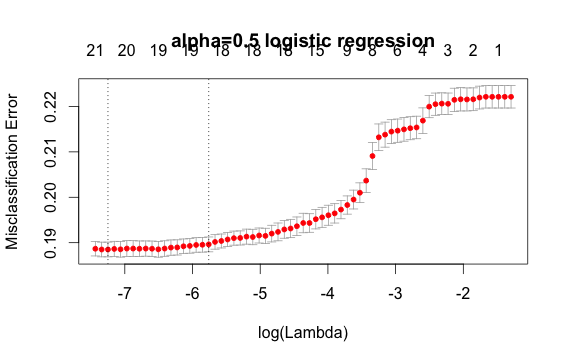 alpha=0.5 logistic regression
21 20 19 19 18 18 18 15 9 8 6 4 3 2 1
Misclassification Error
0.22
0.21
0.20
0.19
-7 -6 -5 -4 -3 -2
log(Lambda)